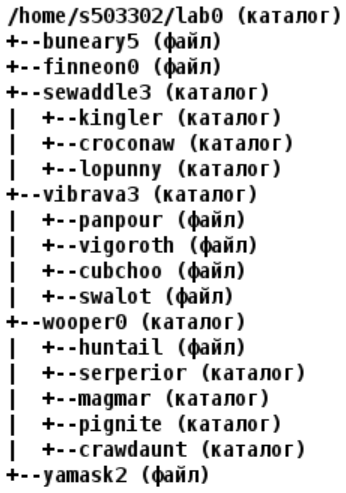 /home/s503302/lab0 (каталог)
+--buneary5 (файл)
+--finneon0 (файл)
+--sewaddle3 (каталог)
|  +--kingler (каталог)
|  +--croconaw (каталог)
|  +--lopunny (каталог)
+--vibrava3 (каталог)
|  +--panpour (файл)
|  +--vigoroth (файл)
|  +--cubchoo (файл)
|  +--swalot (файл)
+--wooper0 (каталог)
|  +--huntail (файл)
|  +--serperior (каталог)
|  +--magmar (каталог)
|  +--pignite (каталог)
|  +--crawdaunt (каталог)
+--yamask2 (файл)